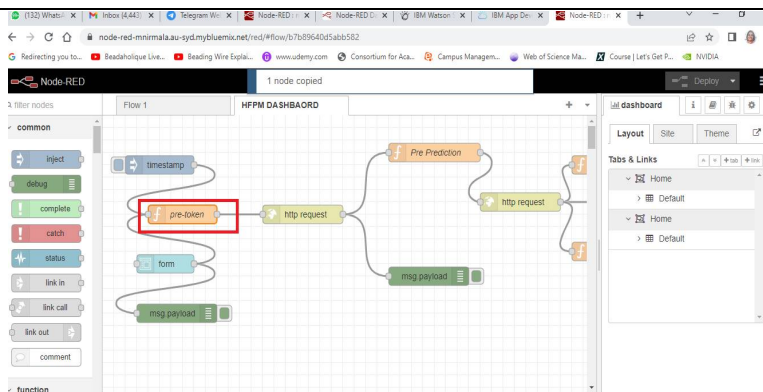 (132) WhatsA
Inbox (4,443)
Telegram We
Node-RED : n
Node-RED Da
IBM Watson
IBM App Dev
Node-RED : n
node-red-mnirmala.au-syd.mybluemix.net/red/#flow/b7b89640d5abb582
Redirecting you to...
Beadaholique Live...
Beading Wire Explai...
www.udemy.com
Consortium for Aca...
Campus Managem...
Web of Science Ma...
Course | Let's Get P...
NVIDIA
Node-RED
1 node copied
Deploy
filter nodes
Flow 1
HFPM DASHBAORD
dashboard
common
inject
debug
complete
catch
status
link in
link call
link out
comment
function
timestamp
pre-token
http request
form
msg.payload
Pre Prediction
http request
msg.payload
Layout
Site
Theme
Tabs & Links
+ tab
+ link
Home
Default
Home
Default